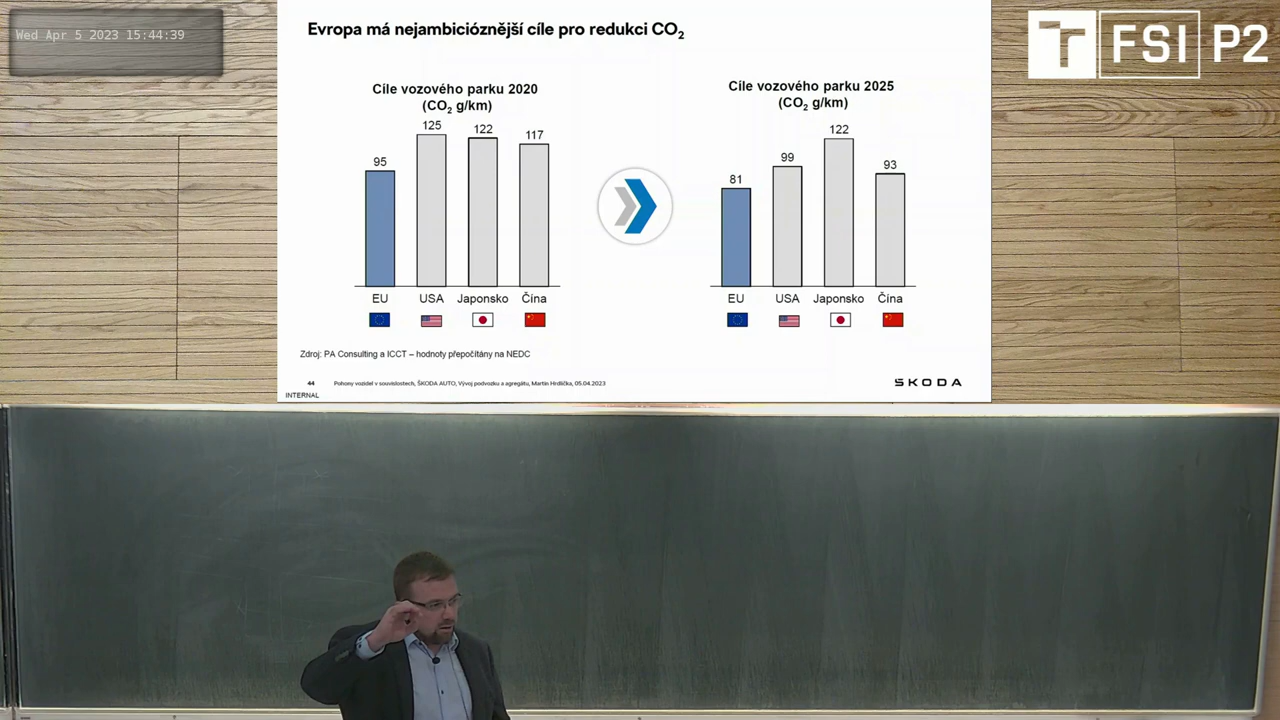 Wed Apr 5 2023 15:44:39
Evropa má nejambicióznější cíle pro redukci CO₂
FSI P2
Cíle vozového parku 2020
(CO₂ g/km)
95
125
122
117
EU
USA
Japonsko
Čína
Cíle vozového parku 2025
(CO₂ g/km)
81
99
122
93
EU
USA
Japonsko
Čína
Zdroj: PA Consulting a ICCT – hodnoty přepočítány na NEDC
44 Pohony vozidel v souvislostech, ŠKODA AUTO, Vývoj podvozku a agregátu, Martin Hrdlička, 05.04.2023
ŠKODA
INTERNAL